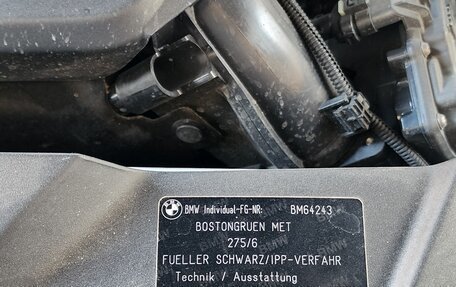 BMW Individual-FG-NR: BM64243
BOSTONGRUEN MET
275/6
FUELLER SCHWARZ/IPP-VERFAHR
Technik / Ausstattung